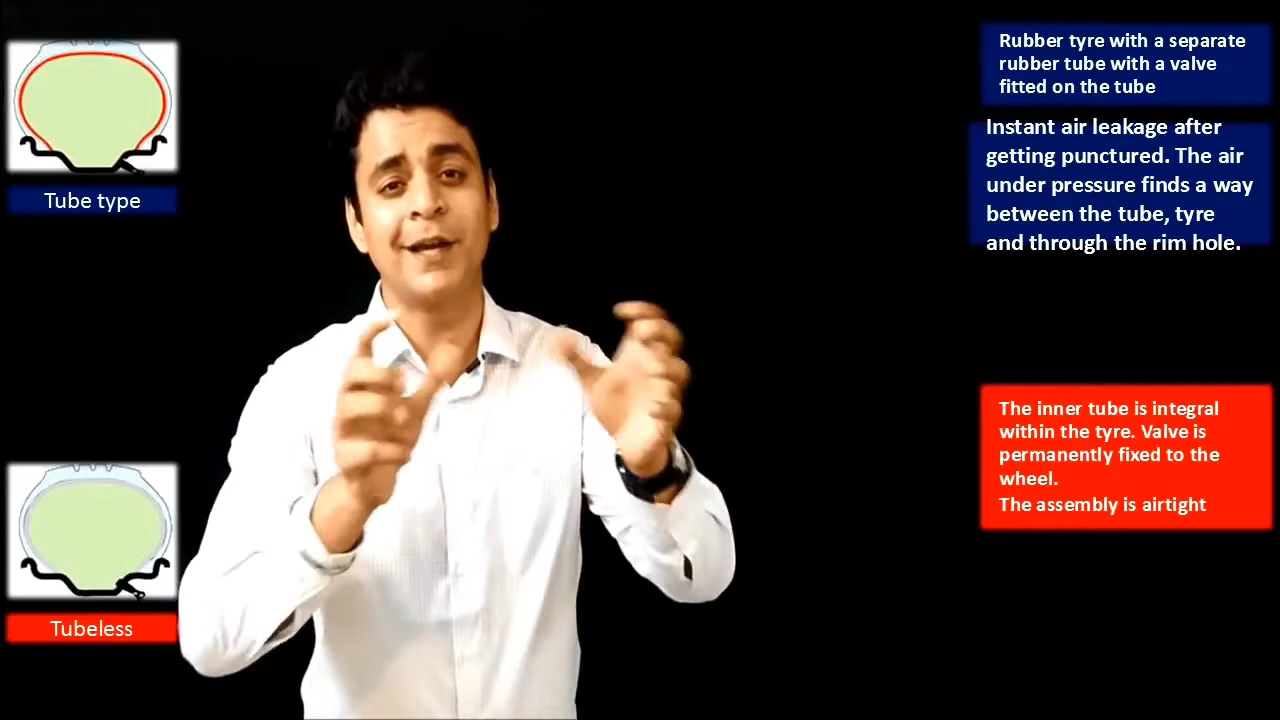 Tube type
Rubber tyre with a separate
rubber tube with a valve
fitted on the tube
Instant air leakage after
getting punctured. The air
under pressure finds a way
between the tube, tyre
and through the rim hole.
Tubeless
The inner tube is integral
within the tyre. Valve is
permanently fixed to the
wheel.
The assembly is airtight